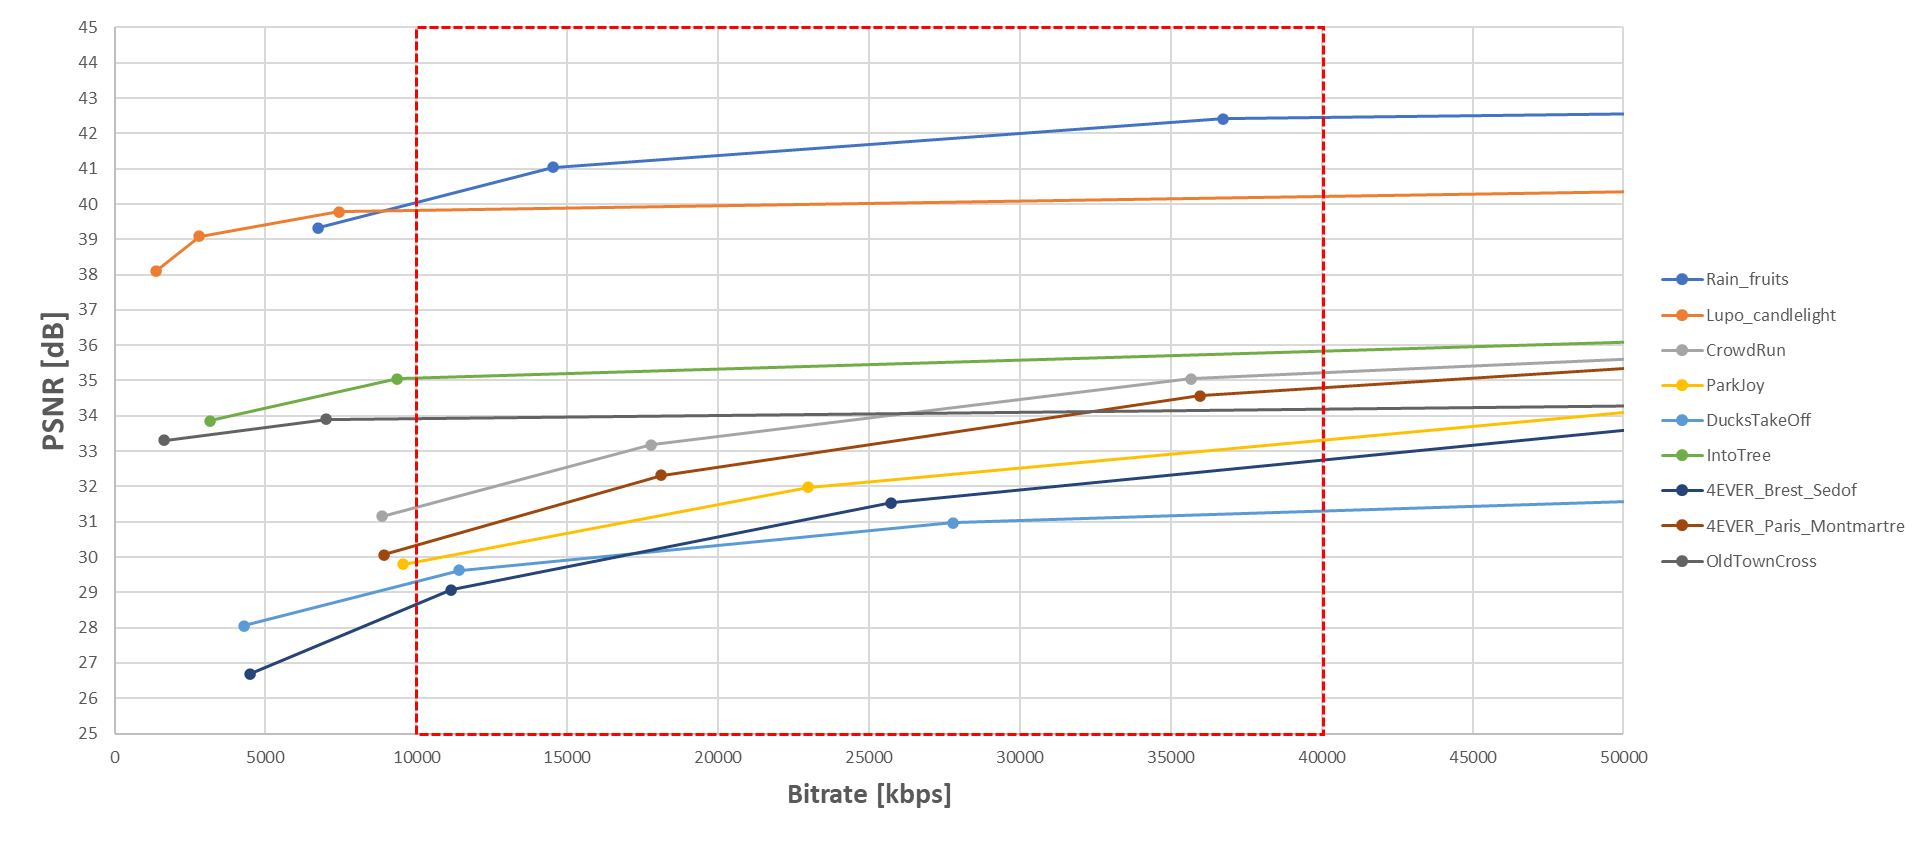 45
44
43
42
41
40
39
38
37
36
35
34
33
32
31
30
29
28
27
26
25
PSNR [dB]
0 5000 10000 15000 20000 25000 30000 35000 40000 45000 50000
Bitrate [kbps]
Rain_fruits
Lupo_candlelight
CrowdRun
ParkJoy
DucksTakeOff
IntoTree
4EVER_Brest_Sedof
4EVER_Paris_Montmartre
OldTownCross